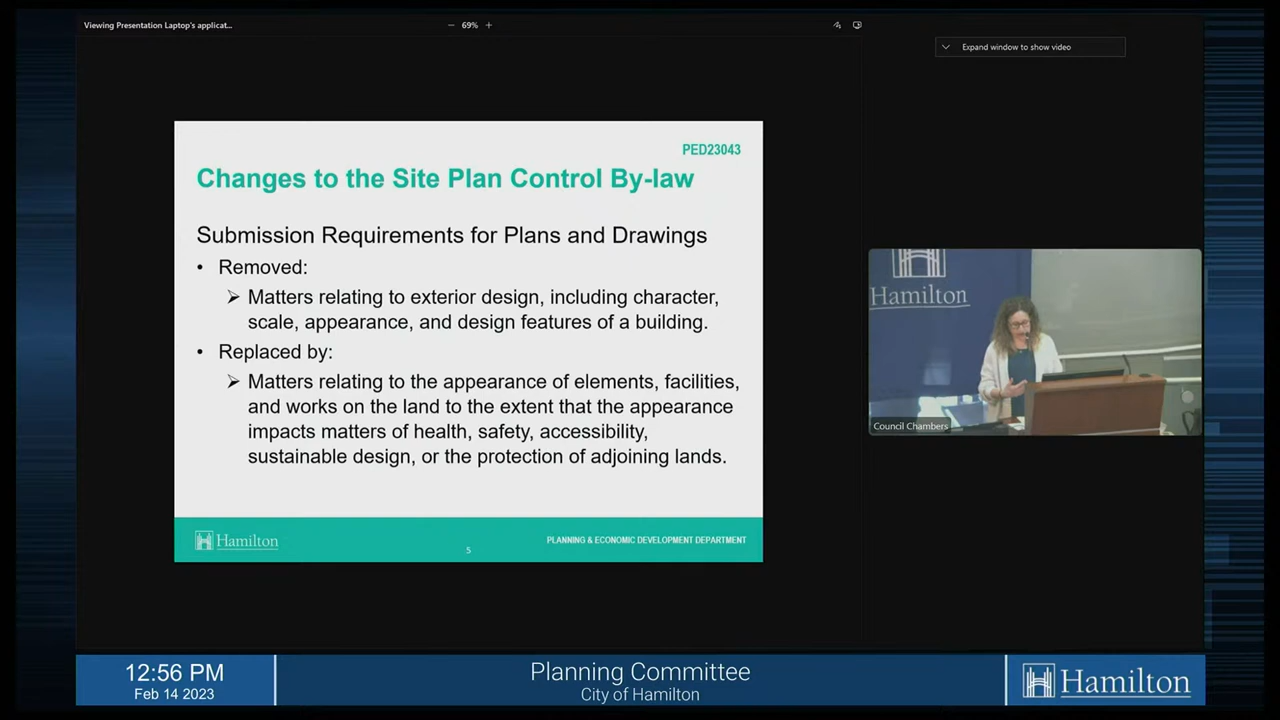 Viewing Presentation Laptop's applicat...
69%
Expand window to show video
PED23043
Changes to the Site Plan Control By-law
Submission Requirements for Plans and Drawings
• Removed:
Matters relating to exterior design, including character,
scale, appearance, and design features of a building.
• Replaced by:
Matters relating to the appearance of elements, facilities,
and works on the land to the extent that the appearance
impacts matters of health, safety, accessibility,
sustainable design, or the protection of adjoining lands.
Hamilton
5
PLANNING & ECONOMIC DEVELOPMENT DEPARTMENT
Hamilton
Council Chambers
12:56 PM
Feb 14 2023
Planning Committee
City of Hamilton
Hamilton